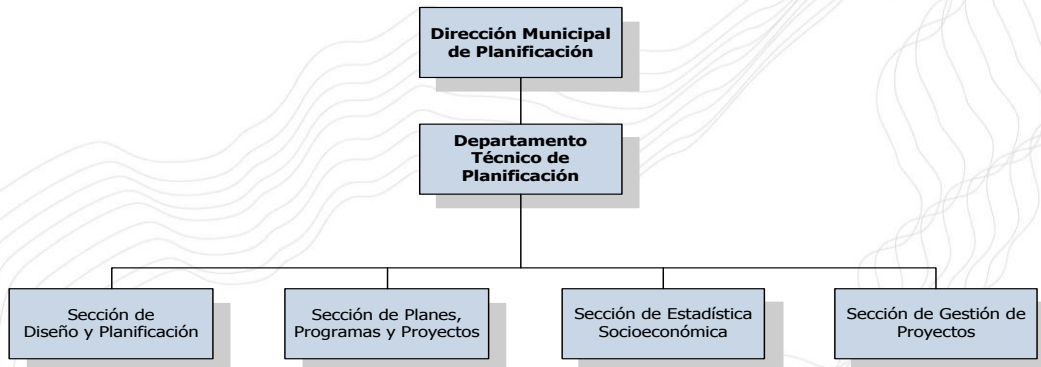 Dirección Municipal
de Planificación
Departamento
Técnico de
Planificación
Sección de
Diseño y Planificación
Sección de Planes,
Programas y Proyectos
Sección de Estadística
Socioeconómica
Sección de Gestión de
Proyectos